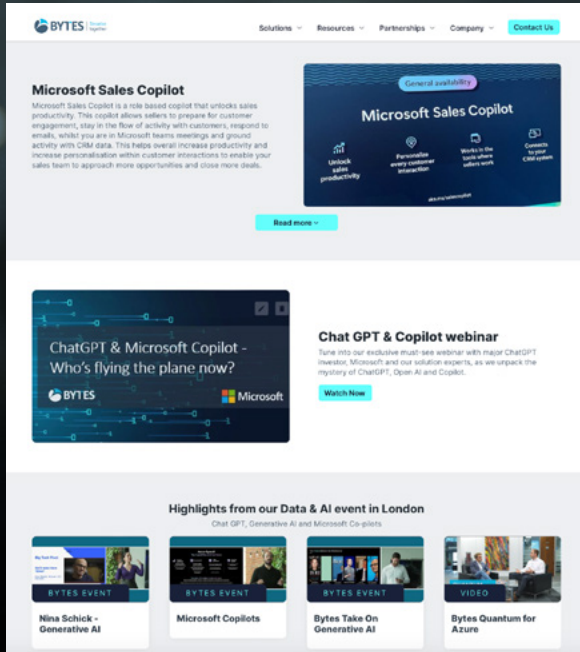 BYTES
Solutions
Resources
Partnerships
Company
Contact Us
Microsoft Sales Copilot
Microsoft Sales Copilot is a role based copilot that unlocks sales
productivity. This copilot allows sellers to prepare for customer
engagement, stay in the flow of activity with customers, respond to
emails, whilst you are in Microsoft teams meetings and ground
activity with CRM data. This helps overall increase productivity and
increase personalisation within customer interactions to enable your
sales team to approach more opportunities and close more deals.
General availability
Microsoft Sales Copilot
Unlock
sales
productivity
Personalize
every customer
interaction
Works in the
tools where
sellers work
Connects
to your
CRM system
Read more
ChatGPT & Microsoft Copilot -
Who's flying the plane now?
BYTES
Microsoft
Chat GPT & Copilot webinar
Tune into our exclusive must-see webinar with major ChatGPT
investor, Microsoft and our solution experts, as we unpack the
mystery of ChatGPT, Open AI and Copilot.
Watch Now
Highlights from our Data & AI event in London
Chat GPT, Generative AI and Microsoft Co-pilots
BYTES EVENT
BYTES EVENT
BYTES EVENT
VIDEO
Nina Schick -
Generative AI
Microsoft Copilots
Bytes Take On
Generative AI
Bytes Quantum for
Azure